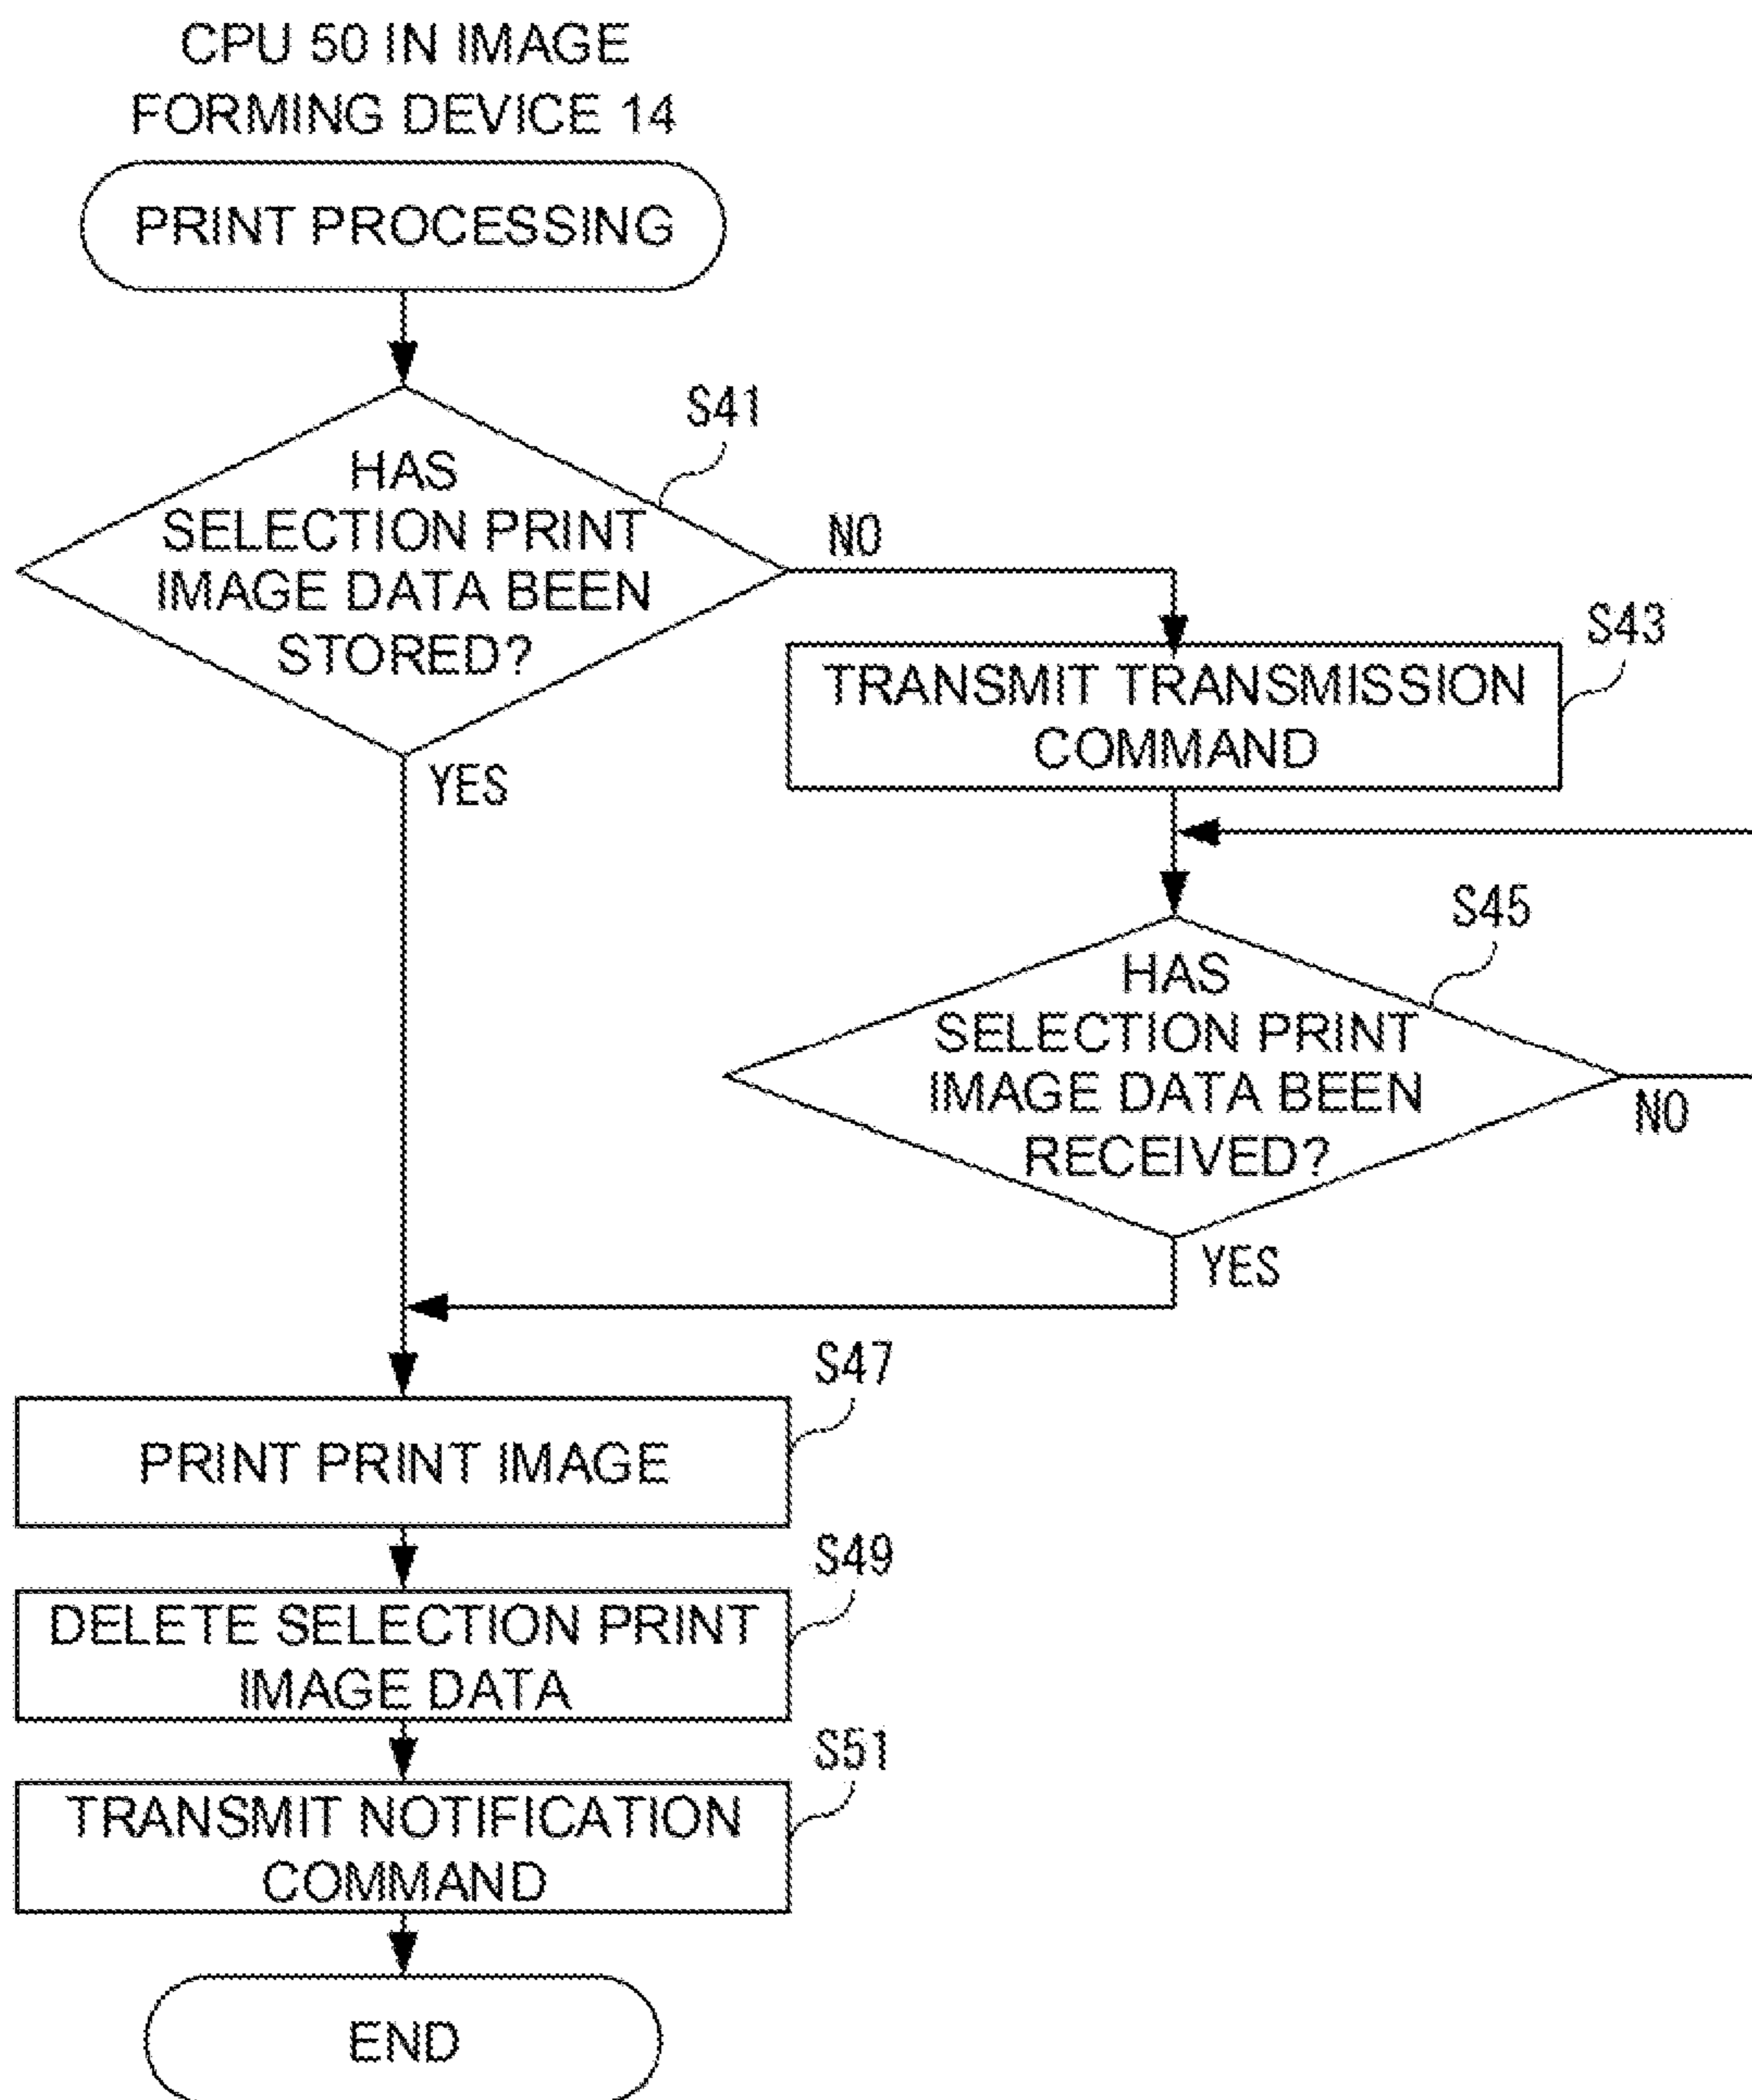 CPU 50 IN IMAGE
FORMING DEVICE 14
PRINT PROCESSING
S41
HAS
SELECTION PRINT
IMAGE DATA BEEN
STORED?
NO
YES
S43
TRANSMIT TRANSMISSION
COMMAND
S45
HAS
SELECTION PRINT
IMAGE DATA BEEN
RECEIVED?
NO
YES
S47
PRINT PRINT IMAGE
S49
DELETE SELECTION PRINT
IMAGE DATA
S51
TRANSMIT NOTIFICATION
COMMAND
END